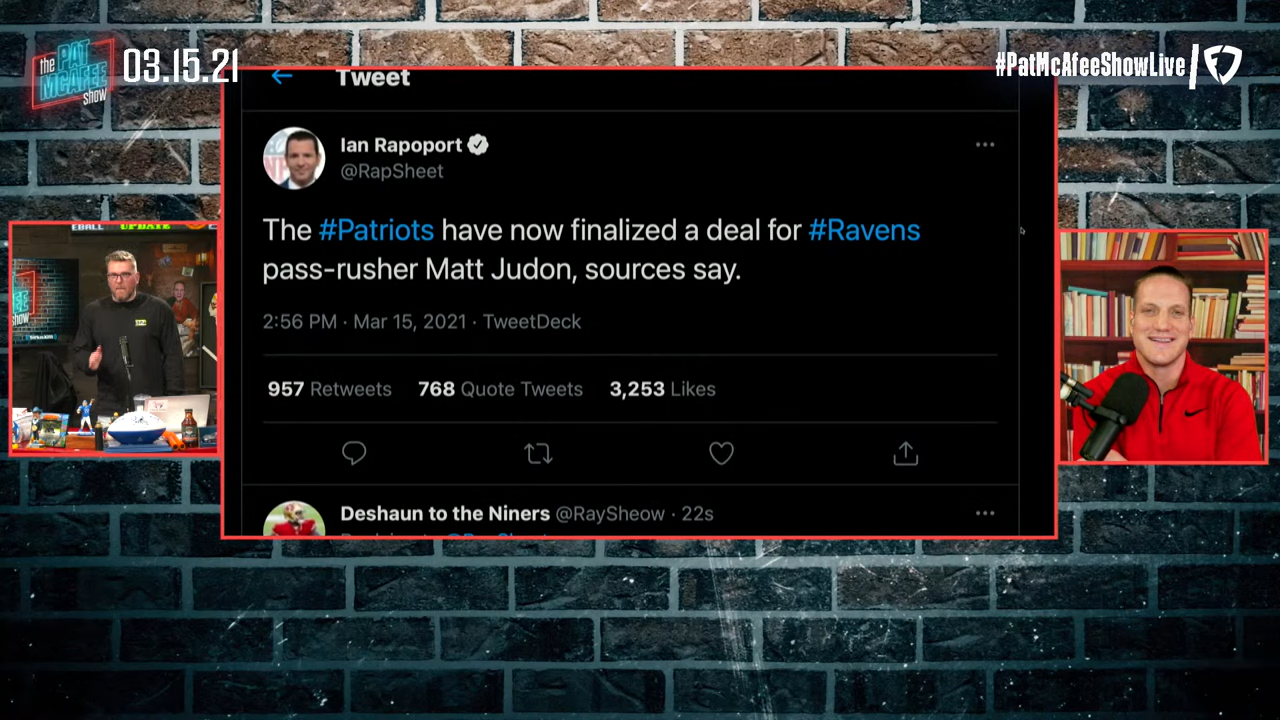 the PAT
MCAFEE
show
03.15.21
#PatMcAfeeShowLive
Tweet
Ian Rapoport
@RapSheet
The #Patriots have now finalized a deal for #Ravens
pass-rusher Matt Judon, sources say.
2:56 PM · Mar 15, 2021 · TweetDeck
957 Retweets 768 Quote Tweets 3,253 Likes
Deshaun to the Niners @RaySheow · 22s
UPDATE
show